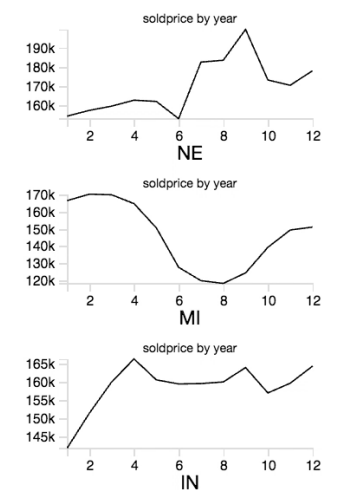 soldprice by year
190k
180k
170k
160k
2 4 6 8 10 12
NE
soldprice by year
170k
160k
150k
140k
130k
120k
2 4 6 8 10 12
MI
soldprice by year
165k
160k
155k
150k
145k
2 4 6 8 10 12
IN